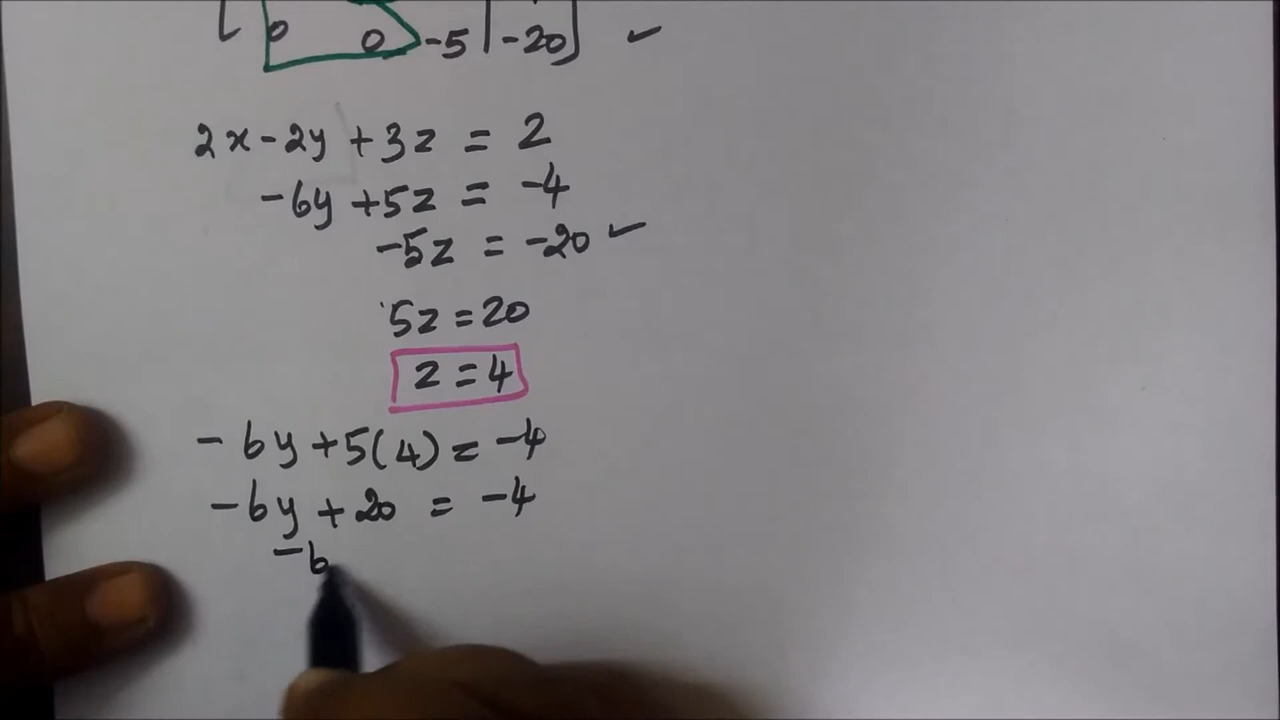 [ 0 0 -5 | -20 ] ✓
2x - 2y + 3z = 2
-6y + 5z = -4
-5z = -20 ✓
5z = 20
z = 4
-6y + 5(4) = -4
-6y + 20 = -4
-6